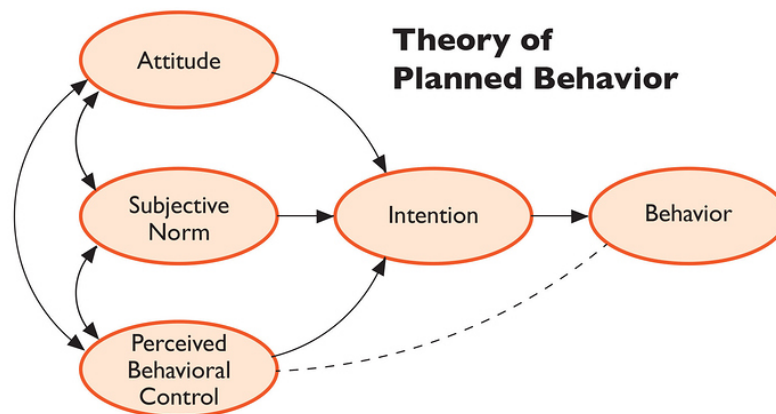 Theory of
Planned Behavior
Attitude
Subjective
Norm
Intention
Behavior
Perceived
Behavioral
Control